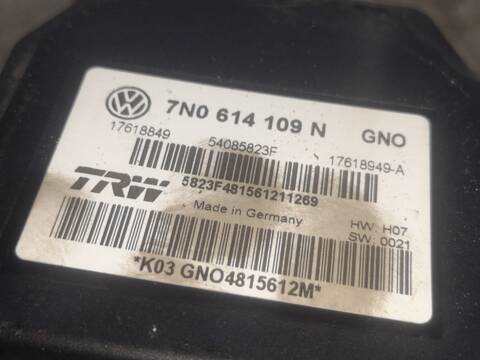 7N0 614 109 N GNO
17618849 54085823F 17618949-A
TRW 5823F481561211269
Made in Germany HW: H07
SW: 0021
*K03 GNO4815612M*